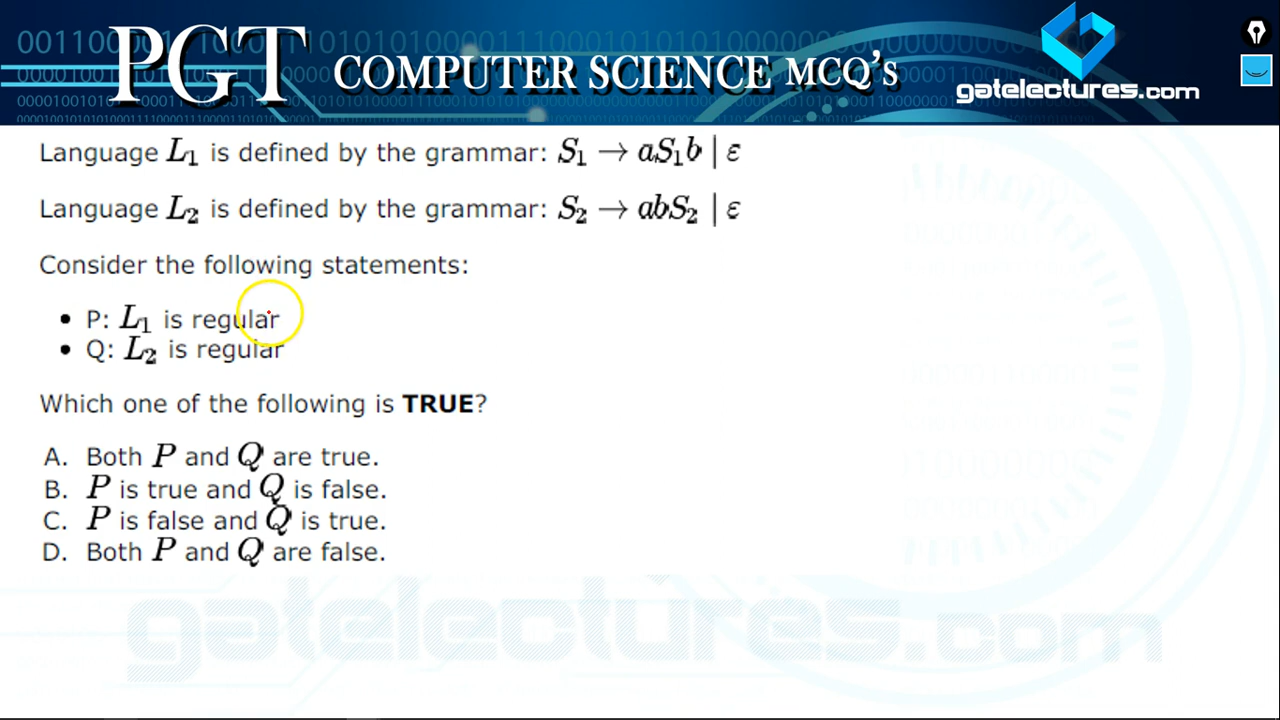 PGT COMPUTER SCIENCE MCQ'S
gatelectures.com
Language L₁ is defined by the grammar: S₁ → aS₁b | ε
Language L₂ is defined by the grammar: S₂ → abS₂ | ε
Consider the following statements:
• P: L₁ is regular
• Q: L₂ is regular
Which one of the following is TRUE?
A. Both P and Q are true.
B. P is true and Q is false.
C. P is false and Q is true.
D. Both P and Q are false.
gatelectures.com